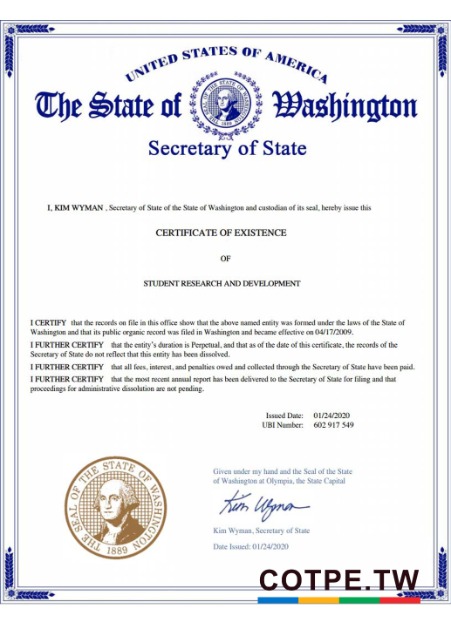 UNITED STATES OF AMERICA
The State of Washington
Secretary of State
I, KIM WYMAN , Secretary of State of the State of Washington and custodian of its seal, hereby issue this
CERTIFICATE OF EXISTENCE
OF
STUDENT RESEARCH AND DEVELOPMENT
I CERTIFY that the records on file in this office show that the above named entity was formed under the laws of the State of
Washington and that its public organic record was filed in Washington and became effective on 04/17/2009.
I FURTHER CERTIFY that the entity's duration is Perpetual, and that as of the date of this certificate, the records of the
Secretary of State do not reflect that this entity has been dissolved.
I FURTHER CERTIFY that all fees, interest, and penalties owed and collected through the Secretary of State have been paid.
I FURTHER CERTIFY that the most recent annual report has been delivered to the Secretary of State for filing and that
proceedings for administrative dissolution are not pending.
Issued Date: 01/24/2020
UBI Number: 602 917 549
THE SEAL OF THE STATE OF WASHINGTON
1889
Given under my hand and the Seal of the State
of Washington at Olympia, the State Capital
Kim Wyman
Kim Wyman, Secretary of State
Date Issued: 01/24/2020
COTPE.TW